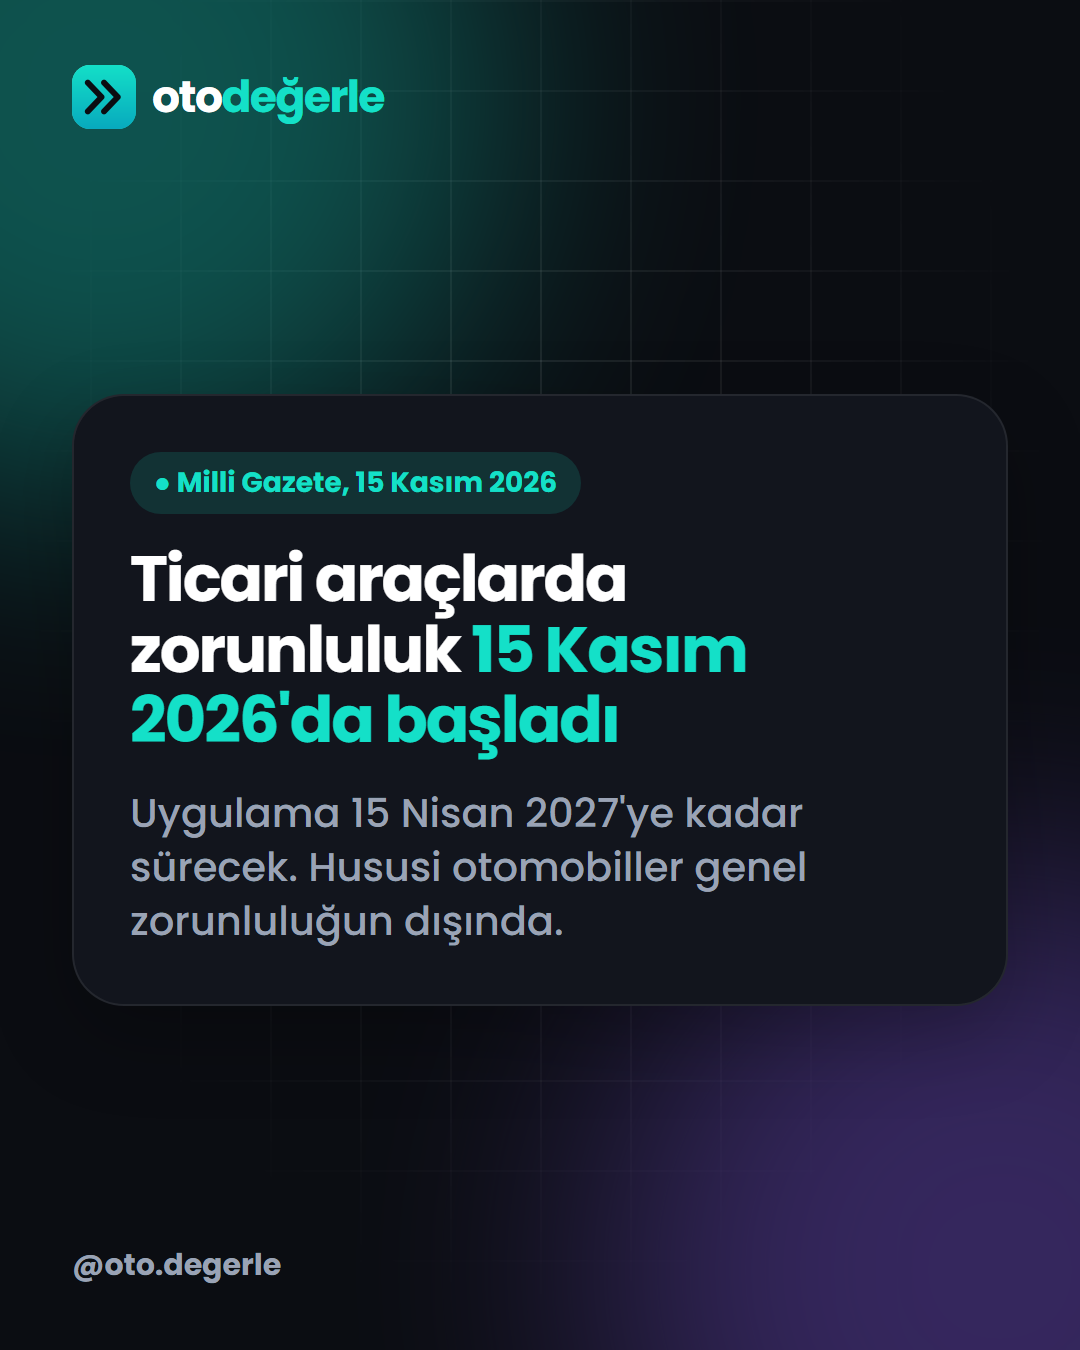 otodeğerle
• Milli Gazete, 15 Kasım 2026
Ticari araçlarda
zorunluluk 15 Kasım
2026'da başladı
Uygulama 15 Nisan 2027'ye kadar
sürecek. Hususi otomobiller genel
zorunluluğun dışında.
@oto.degerle